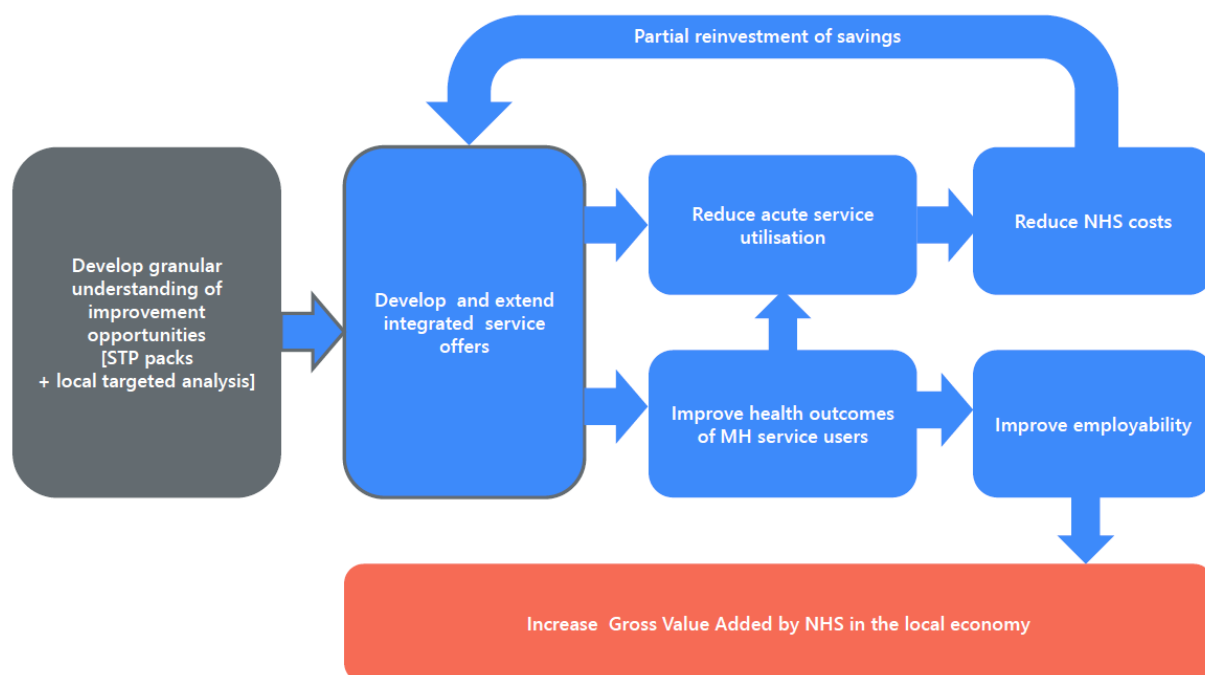 Partial reinvestment of savings
Develop granular
understanding of
improvement
opportunities
[STP packs
+ local targeted analysis]
Develop and extend
integrated service
offers
Reduce acute service
utilisation
Reduce NHS costs
Improve health outcomes
of MH service users
Improve employability
Increase Gross Value Added by NHS in the local economy